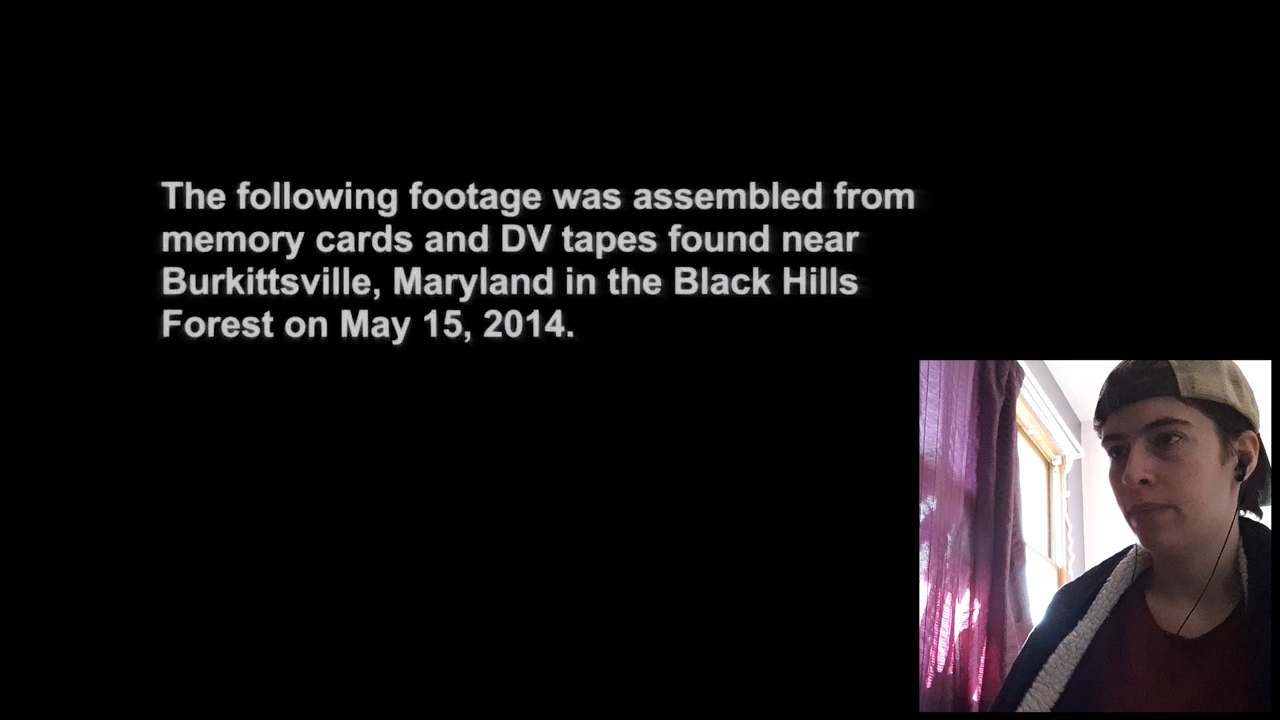 The following footage was assembled from
memory cards and DV tapes found near
Burkittsville, Maryland in the Black Hills
Forest on May 15, 2014.